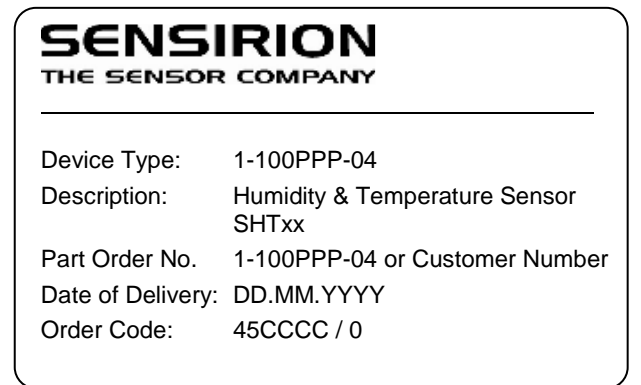 SENSIRION
THE SENSOR COMPANY
Device Type: 1-100PPP-04
Description: Humidity & Temperature Sensor
SHTxx
Part Order No. 1-100PPP-04 or Customer Number
Date of Delivery: DD.MM.YYYY
Order Code: 45CCCC / 0